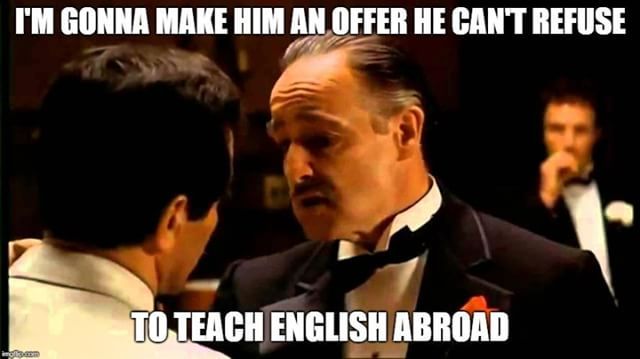 I'M GONNA MAKE HIM AN OFFER HE CAN'T REFUSE
TO TEACH ENGLISH ABROAD
imgflip.com